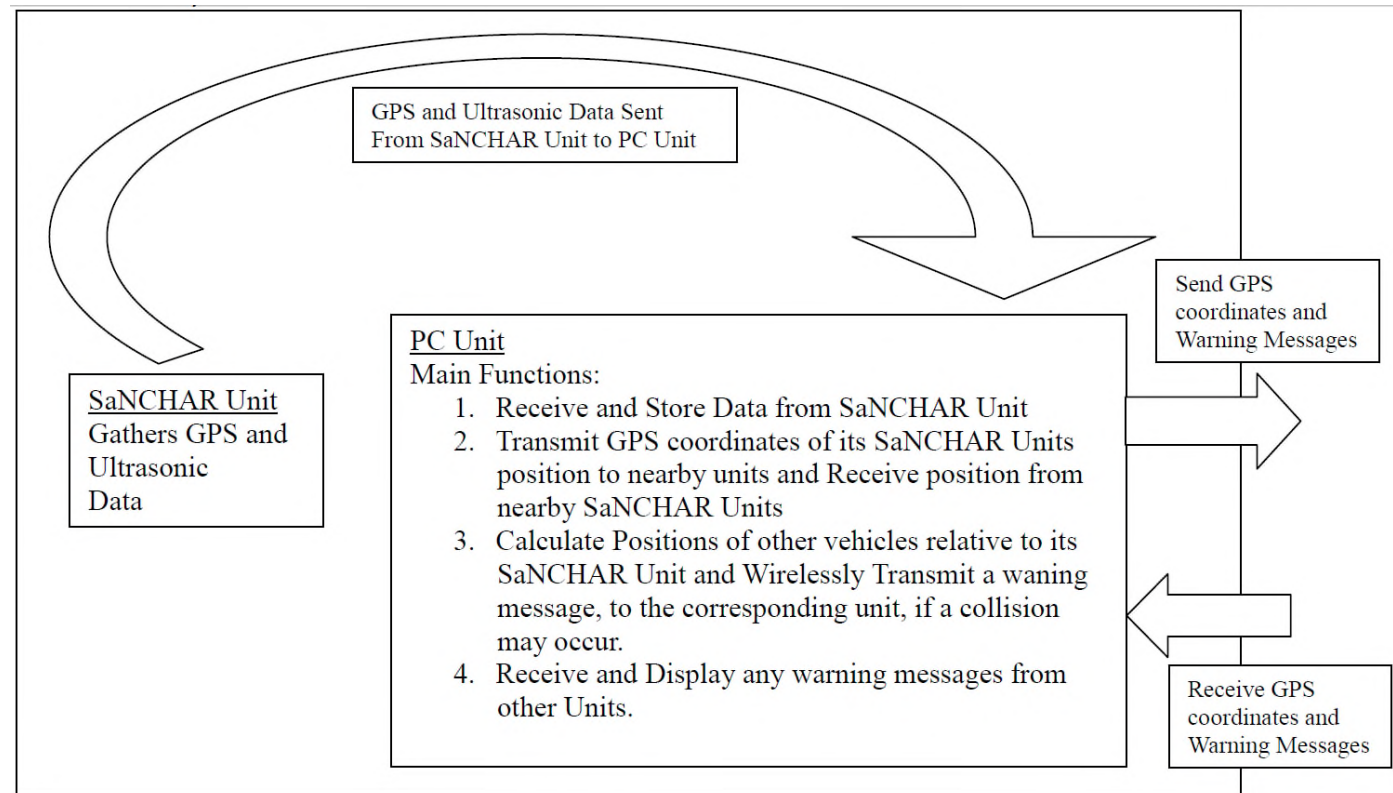 GPS and Ultrasonic Data Sent
From SaNCHAR Unit to PC Unit
Send GPS
coordinates and
Warning Messages
PC Unit
Main Functions:
1. Receive and Store Data from SaNCHAR Unit
2. Transmit GPS coordinates of its SaNCHAR Units
position to nearby units and Receive position from
nearby SaNCHAR Units
3. Calculate Positions of other vehicles relative to its
SaNCHAR Unit and Wirelessly Transmit a waning
message, to the corresponding unit, if a collision
may occur.
4. Receive and Display any warning messages from
other Units.
SaNCHAR Unit
Gathers GPS and
Ultrasonic
Data
Receive GPS
coordinates and
Warning Messages